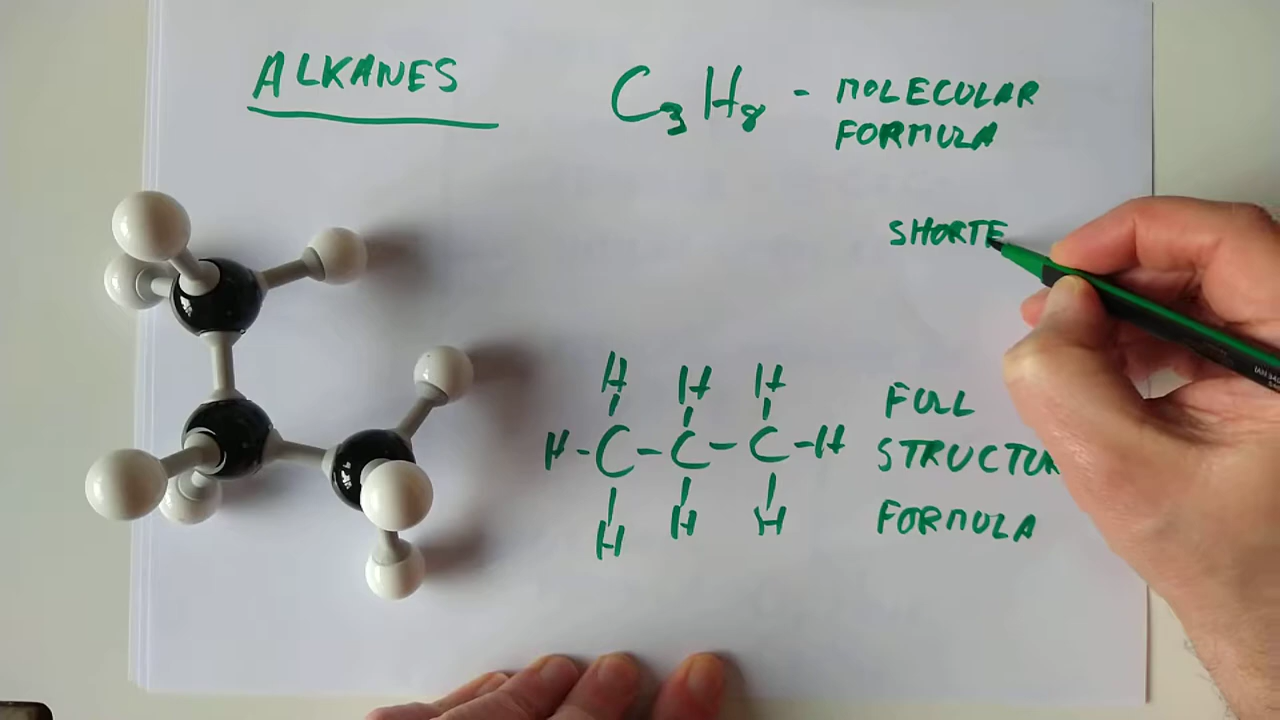 ALKANES
C3H8 - MOLECULAR
FORMULA
SHORTE
H H H
H-C-C-C-H
H H H
FULL
STRUCTUR
FORMULA